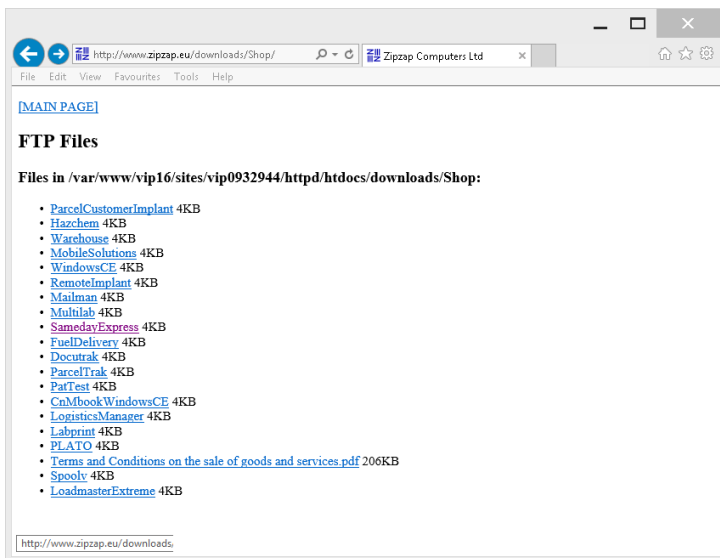 http://www.zipzap.eu/downloads/Shop/
Zipzap Computers Ltd
File Edit View Favourites Tools Help
[MAIN PAGE]
FTP Files
Files in /var/www/vip16/sites/vip0932944/httpd/htdocs/downloads/Shop:
• ParcelCustomerImplant 4KB
• Hazchem 4KB
• Warehouse 4KB
• MobileSolutions 4KB
• WindowsCE 4KB
• RemoteImplant 4KB
• Mailman 4KB
• Multilab 4KB
• SamedayExpress 4KB
• FuelDelivery 4KB
• Docutrak 4KB
• ParcelTrak 4KB
• PatTest 4KB
• CnMbookWindowsCE 4KB
• LogisticsManager 4KB
• Labprint 4KB
• PLATO 4KB
• Terms and Conditions on the sale of goods and services.pdf 206KB
• Spoolv 4KB
• LoadmasterExtreme 4KB
http://www.zipzap.eu/downloads/